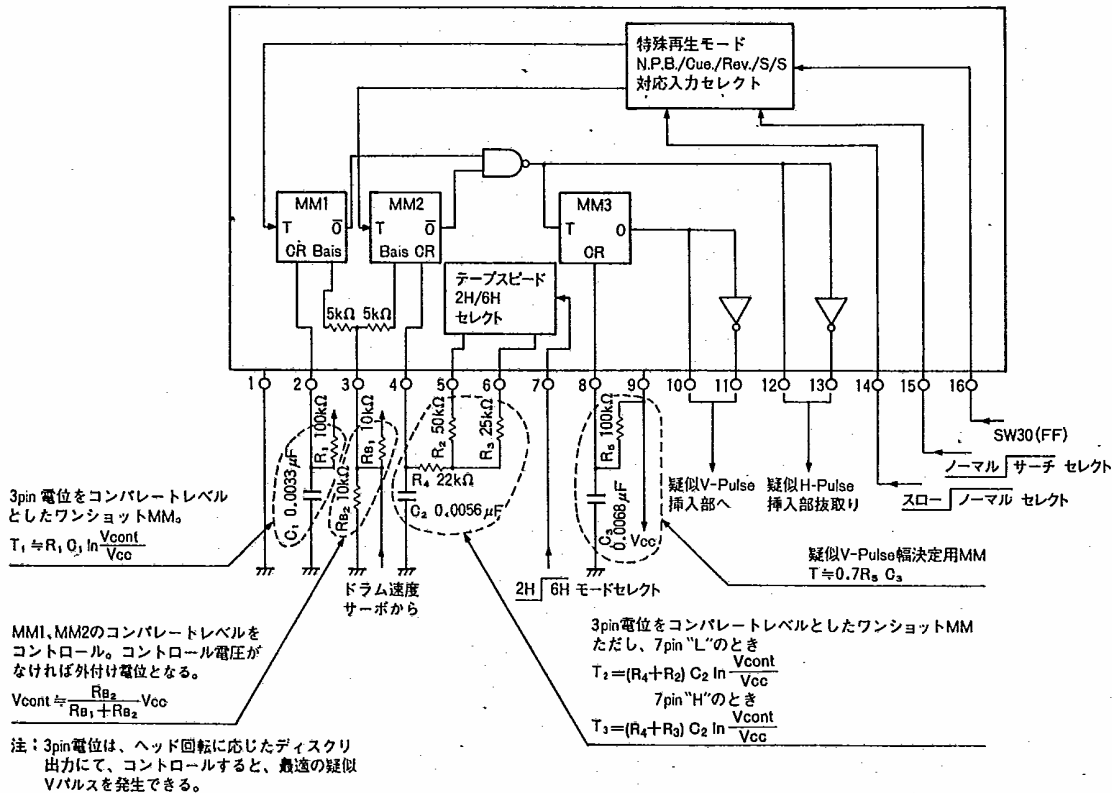 特殊再生モード
N.P.B./Cue./Rev./S/S
対応入力セレクト
MM1
T O̅
CR Bais
MM2
T O̅
Bais CR
MM3
T O
CR
テープスピード
2H/6H
セレクト
5kΩ 5kΩ
1 2 3 4 5 6 7 8 9 10 11 12 13 14 15 16
R₁ 100kΩ
C₁ 0.0033μF
RB₁ 10kΩ
RB₂ 10kΩ
R₂ 50kΩ
R₃ 25kΩ
R₄ 22kΩ
C₂ 0.0056μF
R₅ 100kΩ
C₃ 0.0068μF
Vcc
SW30(FF)
ノーマル サーチ セレクト
スロー ノーマル セレクト
疑似V-Pulse
挿入部へ
疑似H-Pulse
挿入部抜取り
3pin 電位をコンパレートレベル
としたワンショットMM。
T₁≒R₁ C₁ ln Vcont/Vcc
ドラム速度
サーボから
2H 6H モードセレクト
疑似V-Pulse幅決定用MM
T≒0.7R₅ C₃
MM1、MM2のコンパレートレベルを
コントロール。コントロール電圧が
なければ外付け電位となる。
Vcont≒RB₂/(RB₁+RB₂) Vcc
3pin電位をコンパレートレベルとしたワンショットMM
ただし、7pin "L"のとき
T₂=(R₄+R₂) C₂ ln Vcont/Vcc
7pin"H"のとき
T₃=(R₄+R₃) C₂ ln Vcont/Vcc
注：3pin電位は、ヘッド回転に応じたディスクリ
出力にて、コントロールすると、最適の疑似
Vパルスを発生できる。